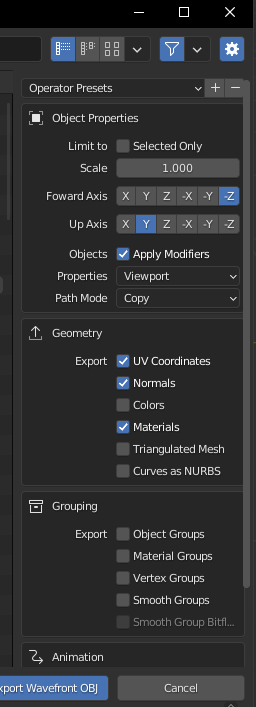 Operator Presets
Object Properties
Limit to Selected Only
Scale 1.000
Foward Axis X Y Z -X -Y -Z
Up Axis X Y Z -X -Y -Z
Objects Apply Modifiers
Properties Viewport
Path Mode Copy
Geometry
Export UV Coordinates
Normals
Colors
Materials
Triangulated Mesh
Curves as NURBS
Grouping
Export Object Groups
Material Groups
Vertex Groups
Smooth Groups
Smooth Group Bitfl...
Animation
xport Wavefront OBJ Cancel